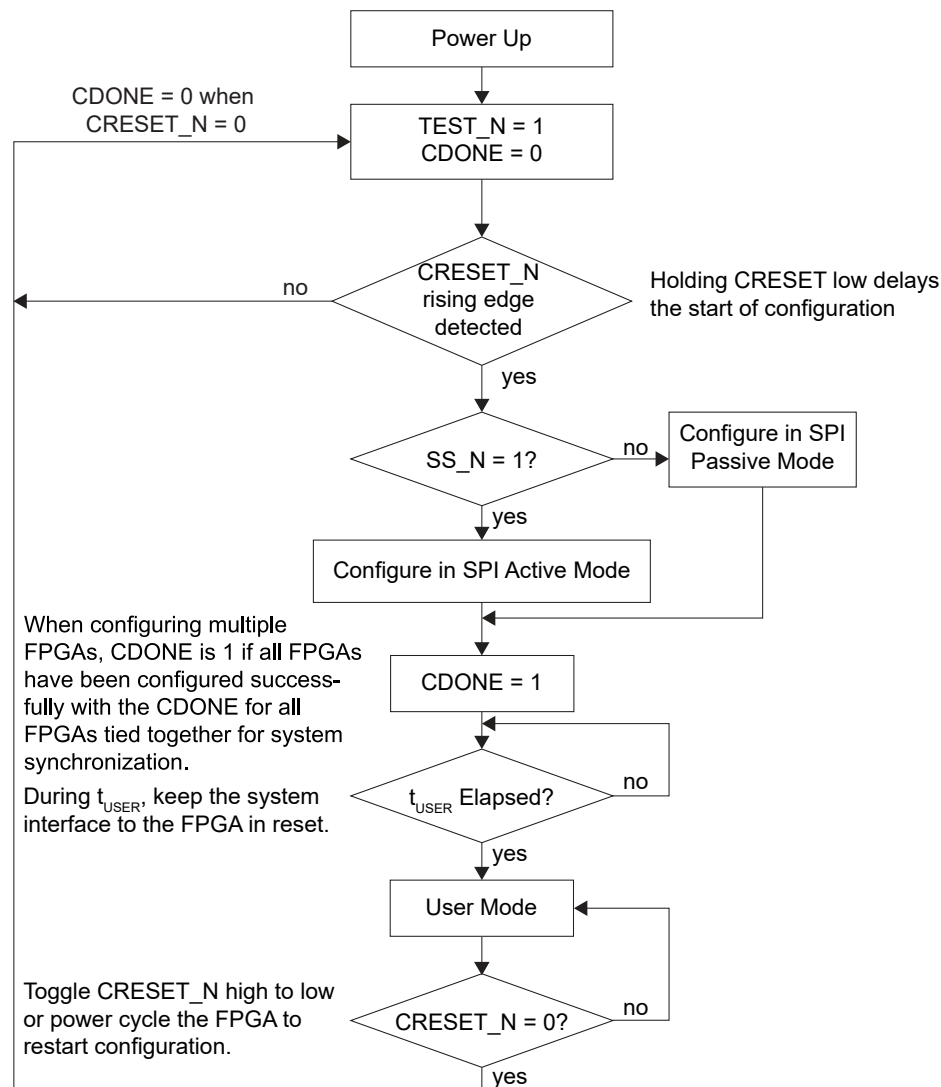 Power Up
CDONE = 0 when
CRESET_N = 0
TEST_N = 1
CDONE = 0
CRESET_N
rising edge
detected
no
Holding CRESET low delays
the start of configuration
yes
SS_N = 1?
no
Configure in SPI
Passive Mode
yes
Configure in SPI Active Mode
When configuring multiple
FPGAs, CDONE is 1 if all FPGAs
have been configured success-
fully with the CDONE for all
FPGAs tied together for system
synchronization.
CDONE = 1
During tUSER, keep the system
interface to the FPGA in reset.
tUSER Elapsed?
no
yes
User Mode
Toggle CRESET_N high to low
or power cycle the FPGA to
restart configuration.
CRESET_N = 0?
no
yes